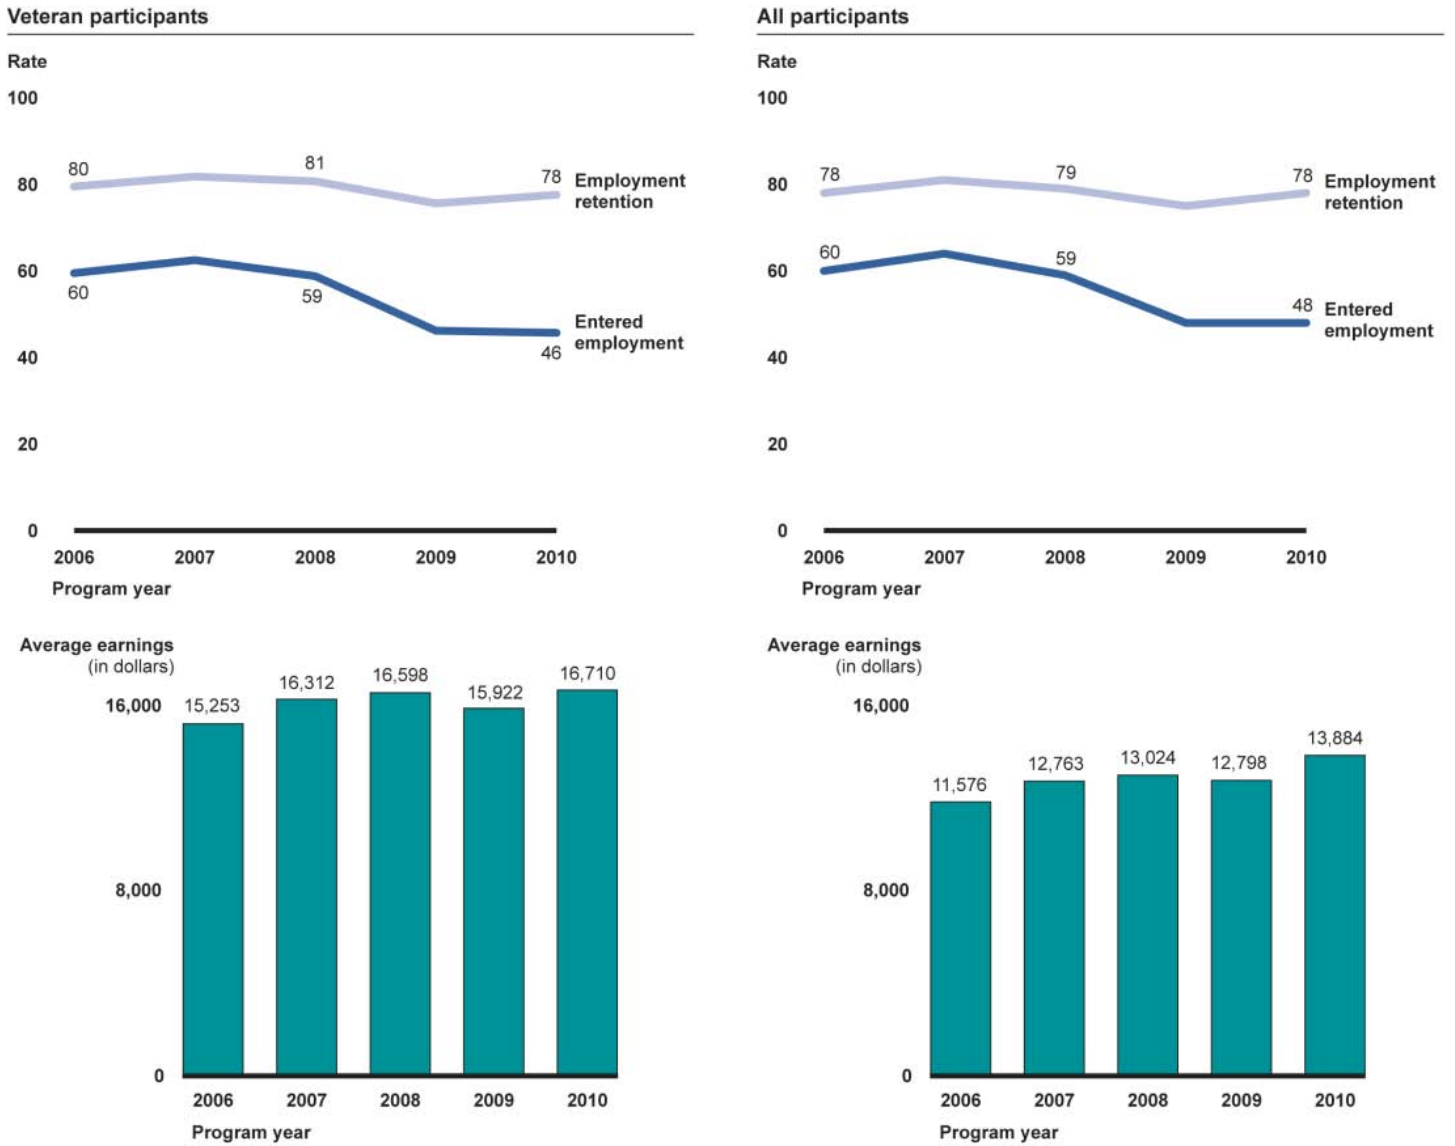 Veteran participants
Rate
100
80
60
40
20
0
80
81
78
Employment
retention
60
59
46
Entered
employment
2006 2007 2008 2009 2010
Program year
All participants
Rate
100
80
60
40
20
0
78
79
78
Employment
retention
60
59
48
Entered
employment
2006 2007 2008 2009 2010
Program year
Average earnings
(in dollars)
16,000
8,000
0
15,253
16,312
16,598
15,922
16,710
2006 2007 2008 2009 2010
Program year
Average earnings
(in dollars)
16,000
8,000
0
11,576
12,763
13,024
12,798
13,884
2006 2007 2008 2009 2010
Program year